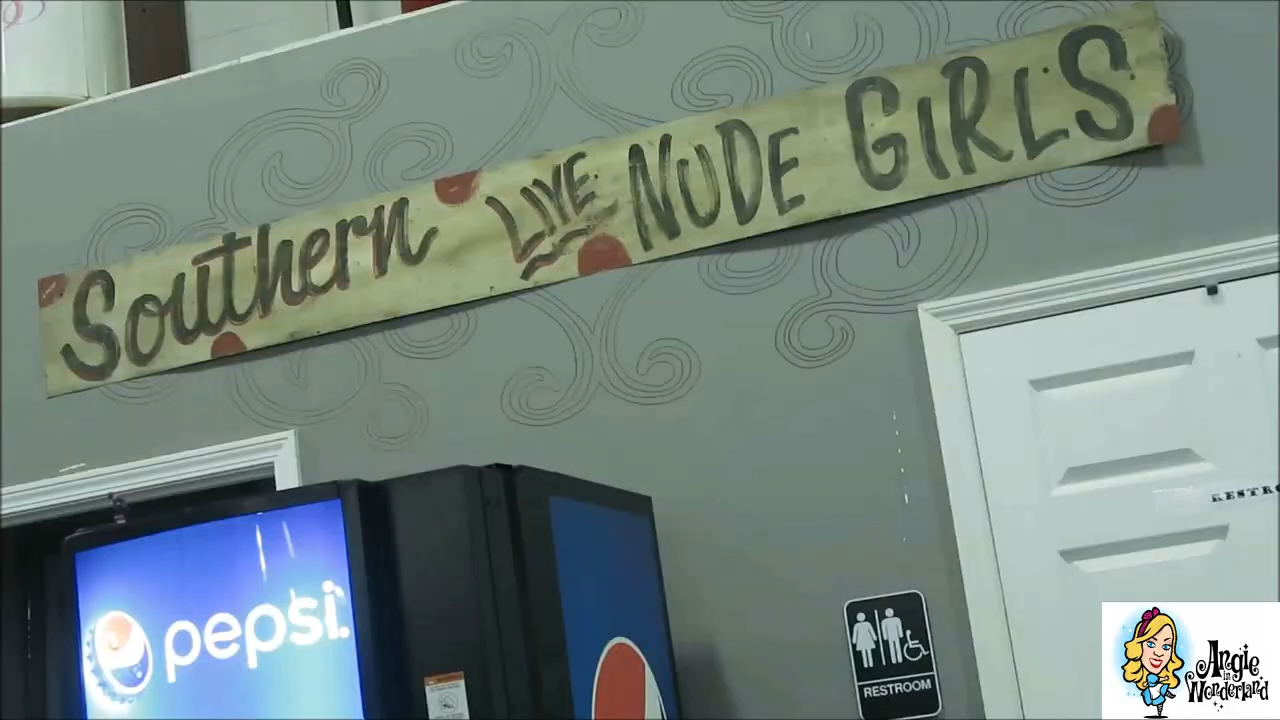 Southern LIVE NUDE GIRLS
pepsi
RESTROOM
Angie
in
Wonderland